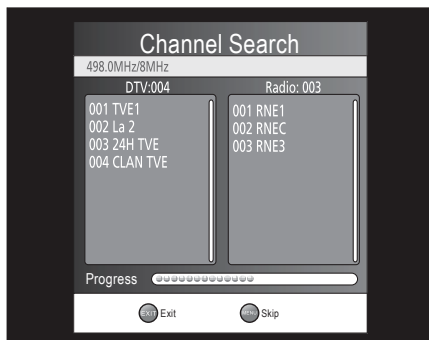 Channel Search
498.0MHz/8MHz
DTV:004
Radio: 003
001 TVE1
002 La 2
003 24H TVE
004 CLAN TVE
001 RNE1
002 RNEC
003 RNE3
Progress
EXIT Exit
MENU Skip